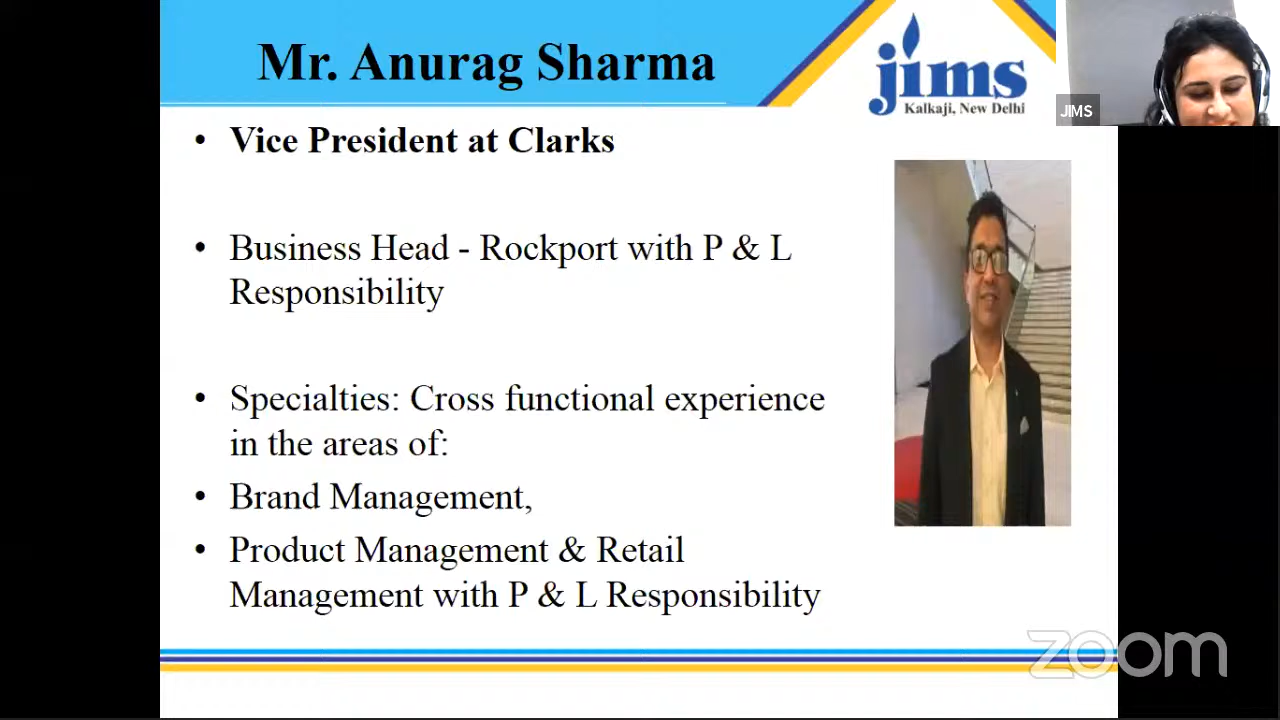 Mr. Anurag Sharma
jims
Kalkaji, New Delhi
JIMS
• Vice President at Clarks
• Business Head - Rockport with P & L
Responsibility
• Specialties: Cross functional experience
in the areas of:
• Brand Management,
• Product Management & Retail
Management with P & L Responsibility
zoom